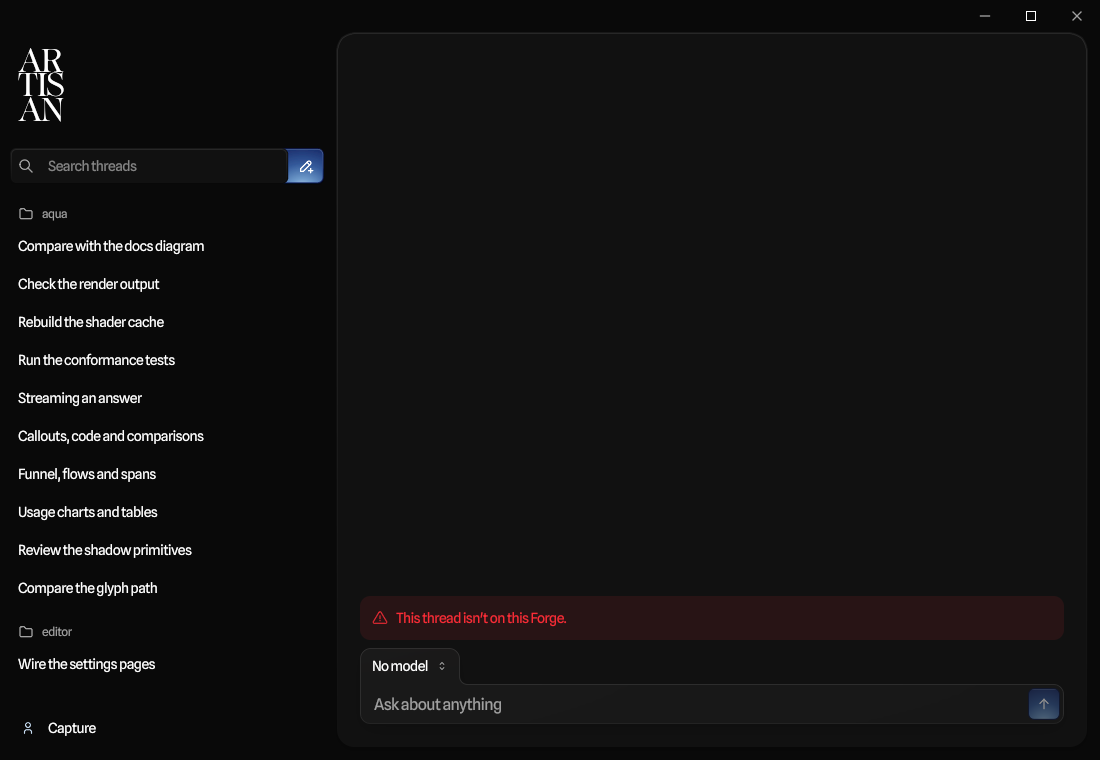 AR
TIS
AN
Search threads
aqua
Compare with the docs diagram
Check the render output
Rebuild the shader cache
Run the conformance tests
Streaming an answer
Callouts, code and comparisons
Funnel, flows and spans
Usage charts and tables
Review the shadow primitives
Compare the glyph path
editor
Wire the settings pages
Capture
This thread isn't on this Forge.
No model
Ask about anything